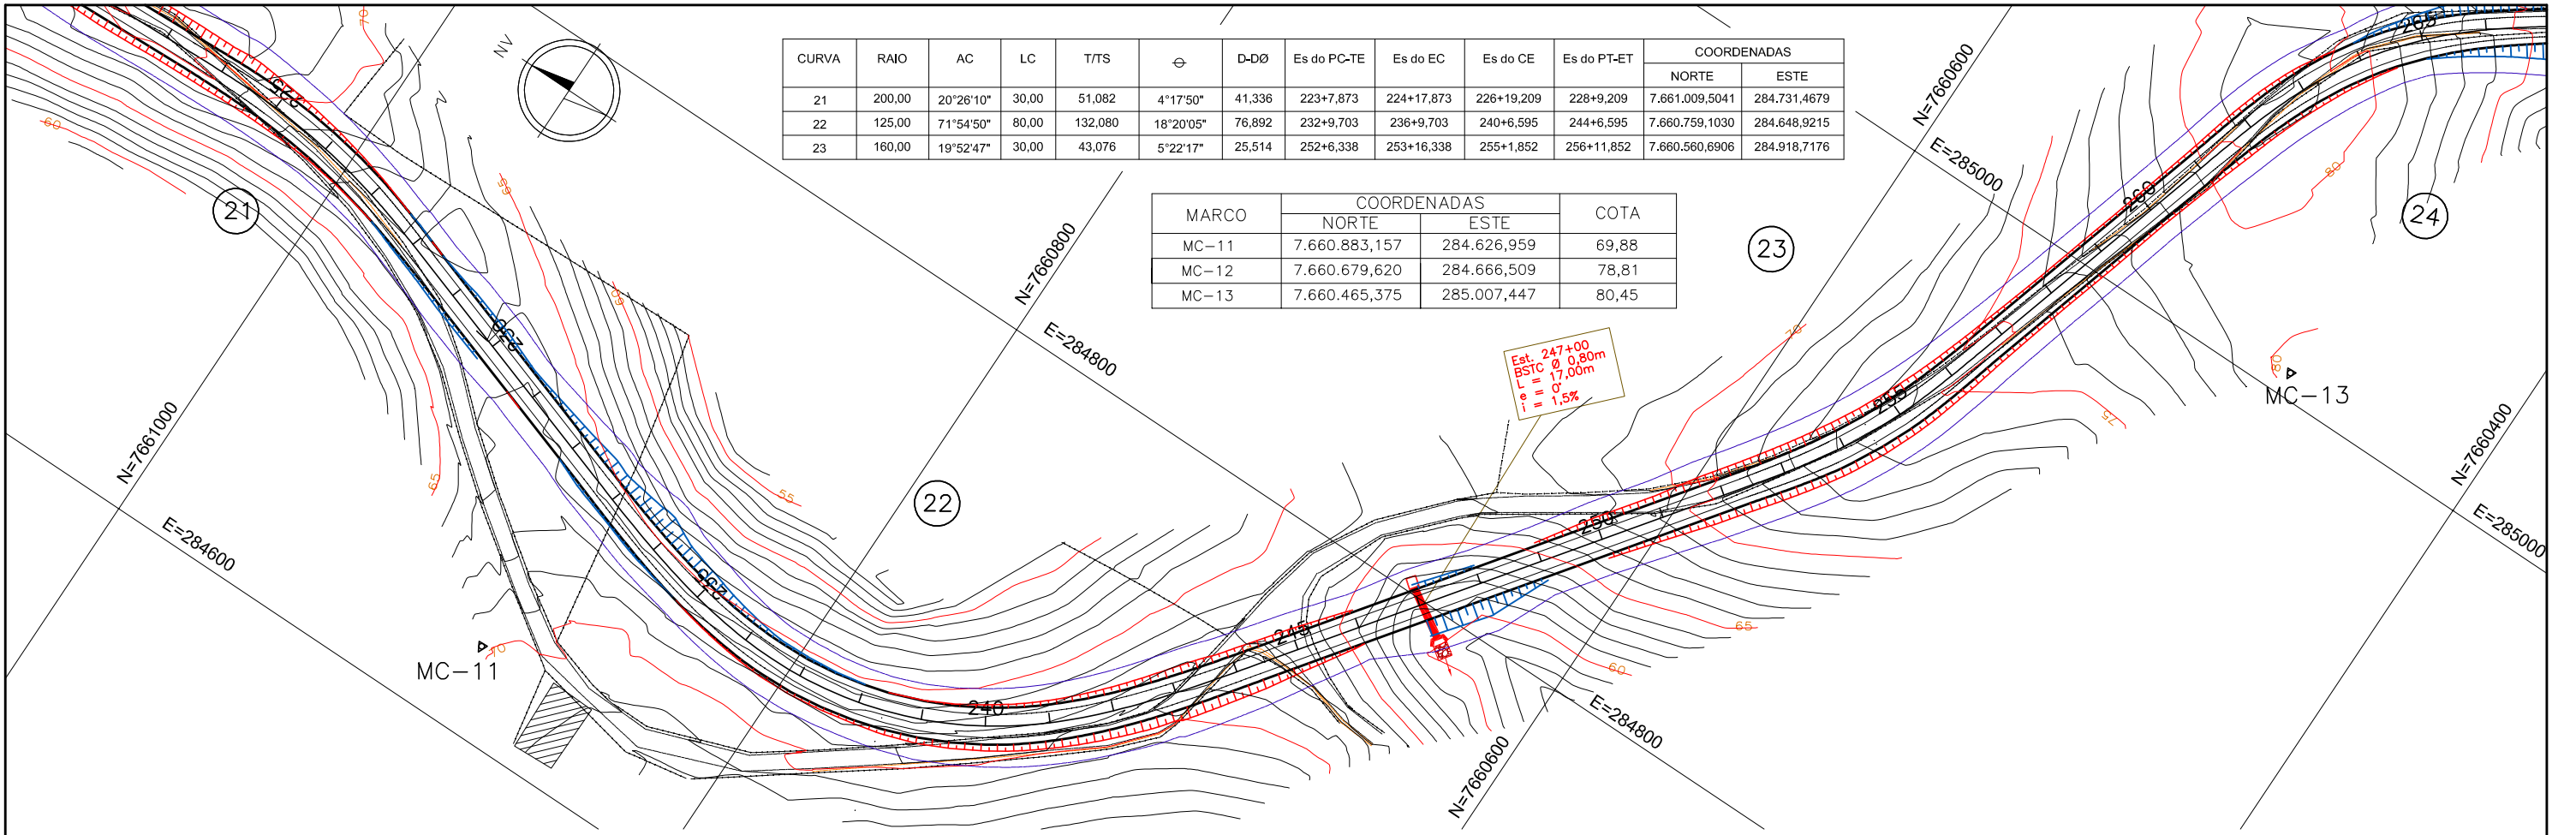 CURVA RAIO AC LC T/TS ⌀ D-DØ Es do PC-TE Es do EC Es do CE Es do PT-ET COORDENADAS
NORTE ESTE
21 200,00 20°26'10" 30,00 51,082 4°17'50" 41,336 223+7,873 224+17,873 226+19,209 228+9,209 7.661.009,5041 284.731,4679
22 125,00 71°54'50" 80,00 132,080 18°20'05" 76,892 232+9,703 236+9,703 240+6,595 244+6,595 7.660.759,1030 284.648,9215
23 160,00 19°52'47" 30,00 43,076 5°22'17" 25,514 252+6,338 253+16,338 255+1,852 256+11,852 7.660.560,6906 284.918,7176
MARCO COORDENADAS COTA
NORTE ESTE
MC-11 7.660.883,157 284.626,959 69,88
MC-12 7.660.679,620 284.666,509 78,81
MC-13 7.660.465,375 285.007,447 80,45
NV
70
225
60
21
65
65
60
230
55
N=7661000
E=284600
22
235
MC-11
70
N=7660800
E=284800
240
245
Est. 247+00
BSTC Ø 0,80m
L = 17,00m
e = 0°
i = 1,5%
250
65
60
E=284800
N=7660600
23
70
255
75
N=7660600
E=285000
260
265
80
24
80
MC-13
N=7660400
E=285000